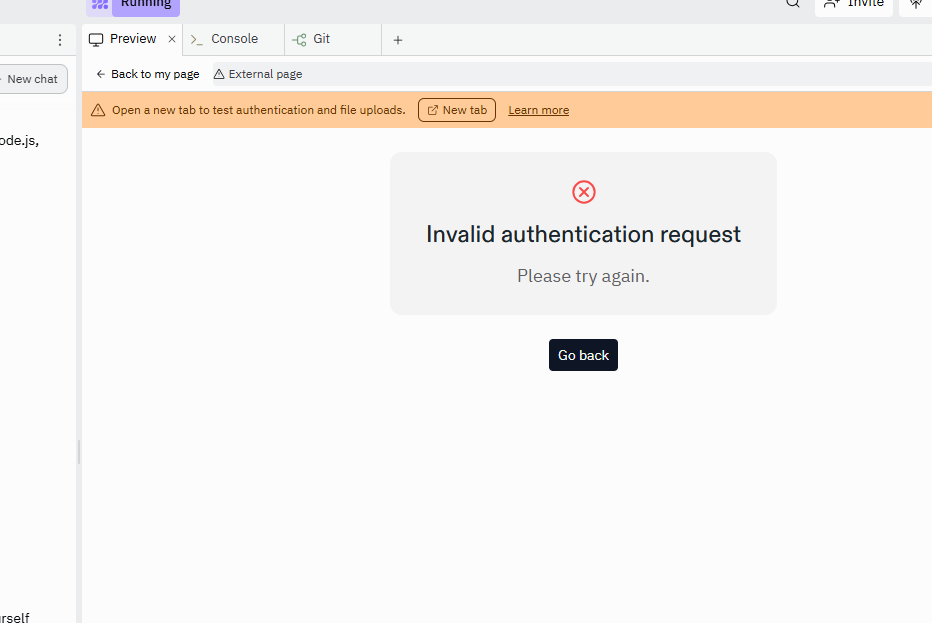 Running
Invite
Preview
Console
Git
New chat
Back to my page
External page
Open a new tab to test authentication and file uploads.
New tab
Learn more
ode.js,
Invalid authentication request
Please try again.
Go back
rself